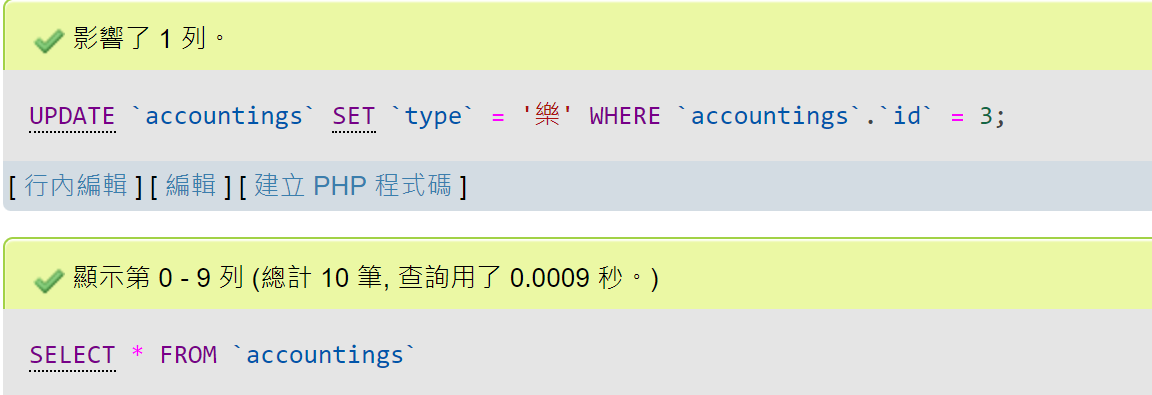 影響了 1 列。
UPDATE `accountings` SET `type` = '樂' WHERE `accountings`.`id` = 3;
[ 行內編輯 ] [ 編輯 ] [ 建立 PHP 程式碼 ]
顯示第 0 - 9 列 (總計 10 筆, 查詢用了 0.0009 秒。)
SELECT * FROM `accountings`